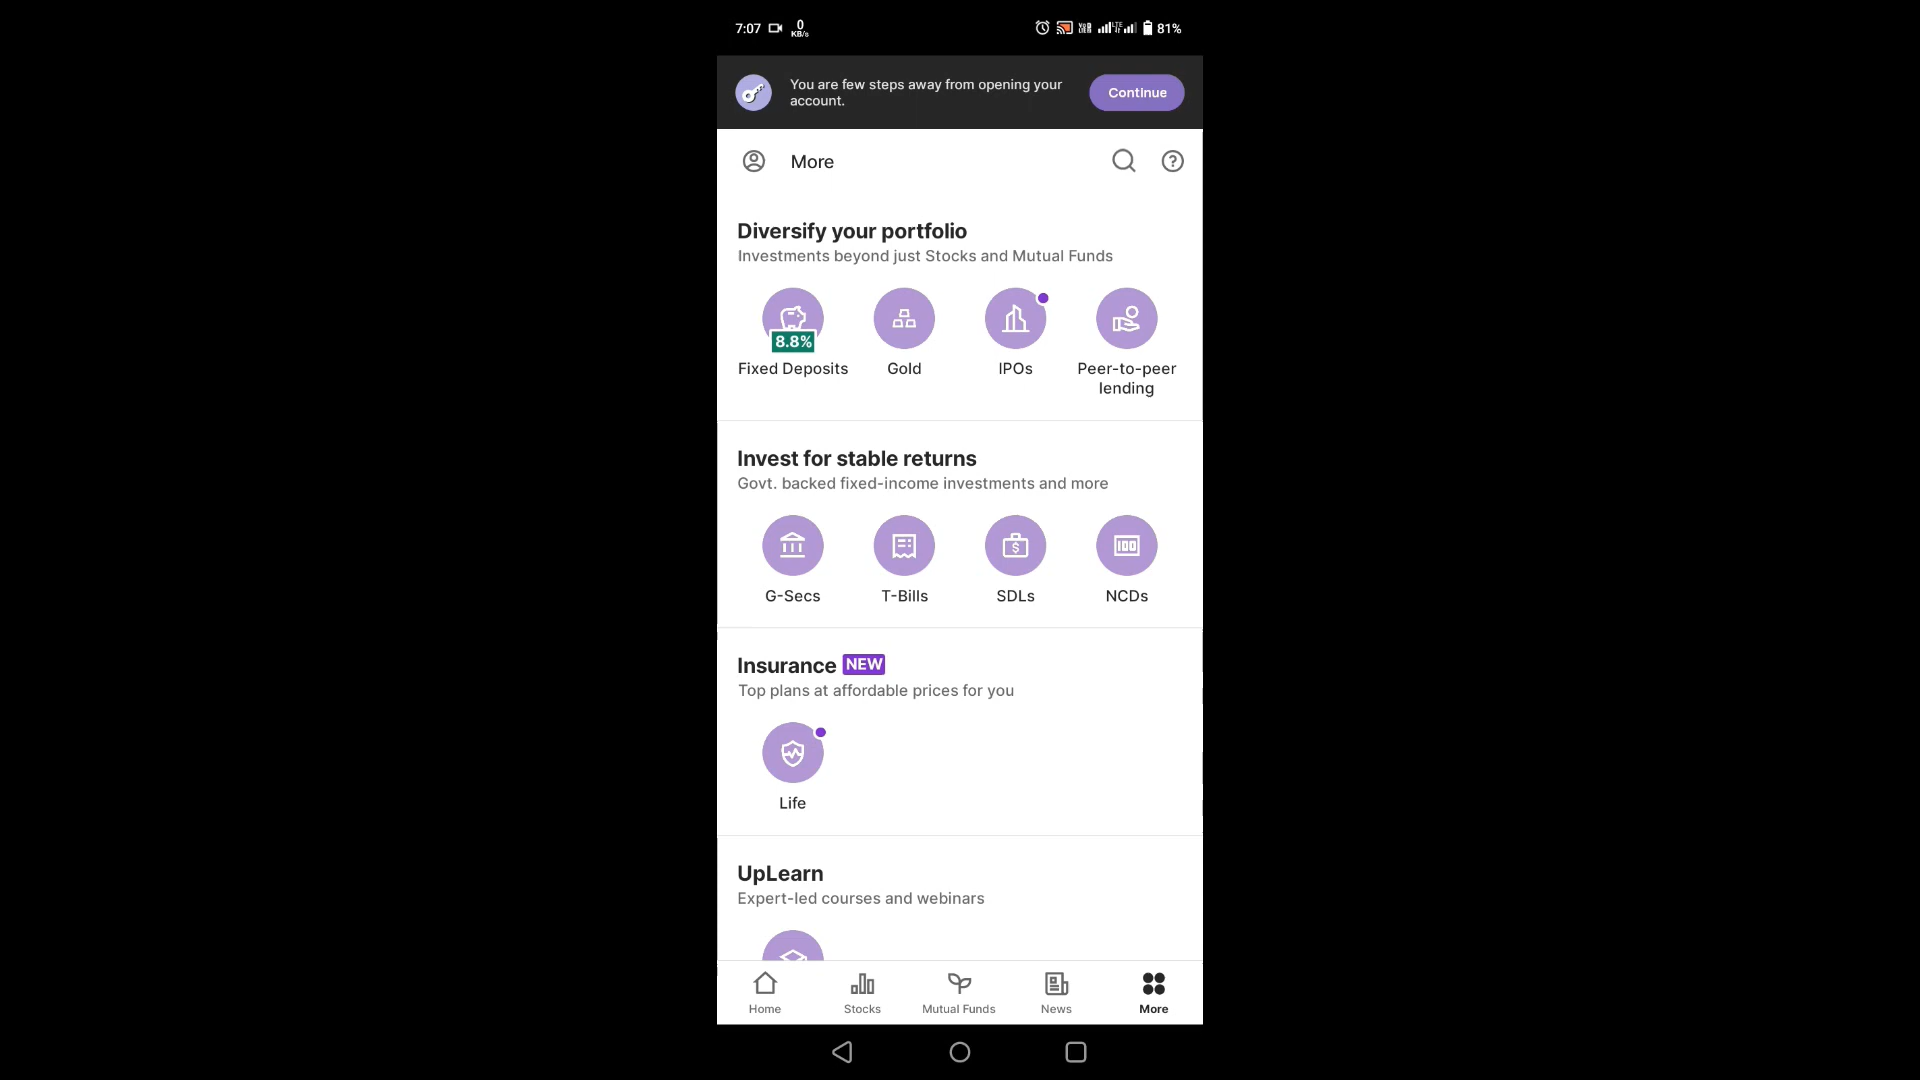 7:07
0
KB/s
81%
You are few steps away from opening your
account.
Continue
More
Diversify your portfolio
Investments beyond just Stocks and Mutual Funds
8.8%
Fixed Deposits
Gold
IPOs
Peer-to-peer
lending
Invest for stable returns
Govt. backed fixed-income investments and more
100
G-Secs
T-Bills
SDLs
NCDs
Insurance NEW
Top plans at affordable prices for you
Life
UpLearn
Expert-led courses and webinars
Home
Stocks
Mutual Funds
News
More